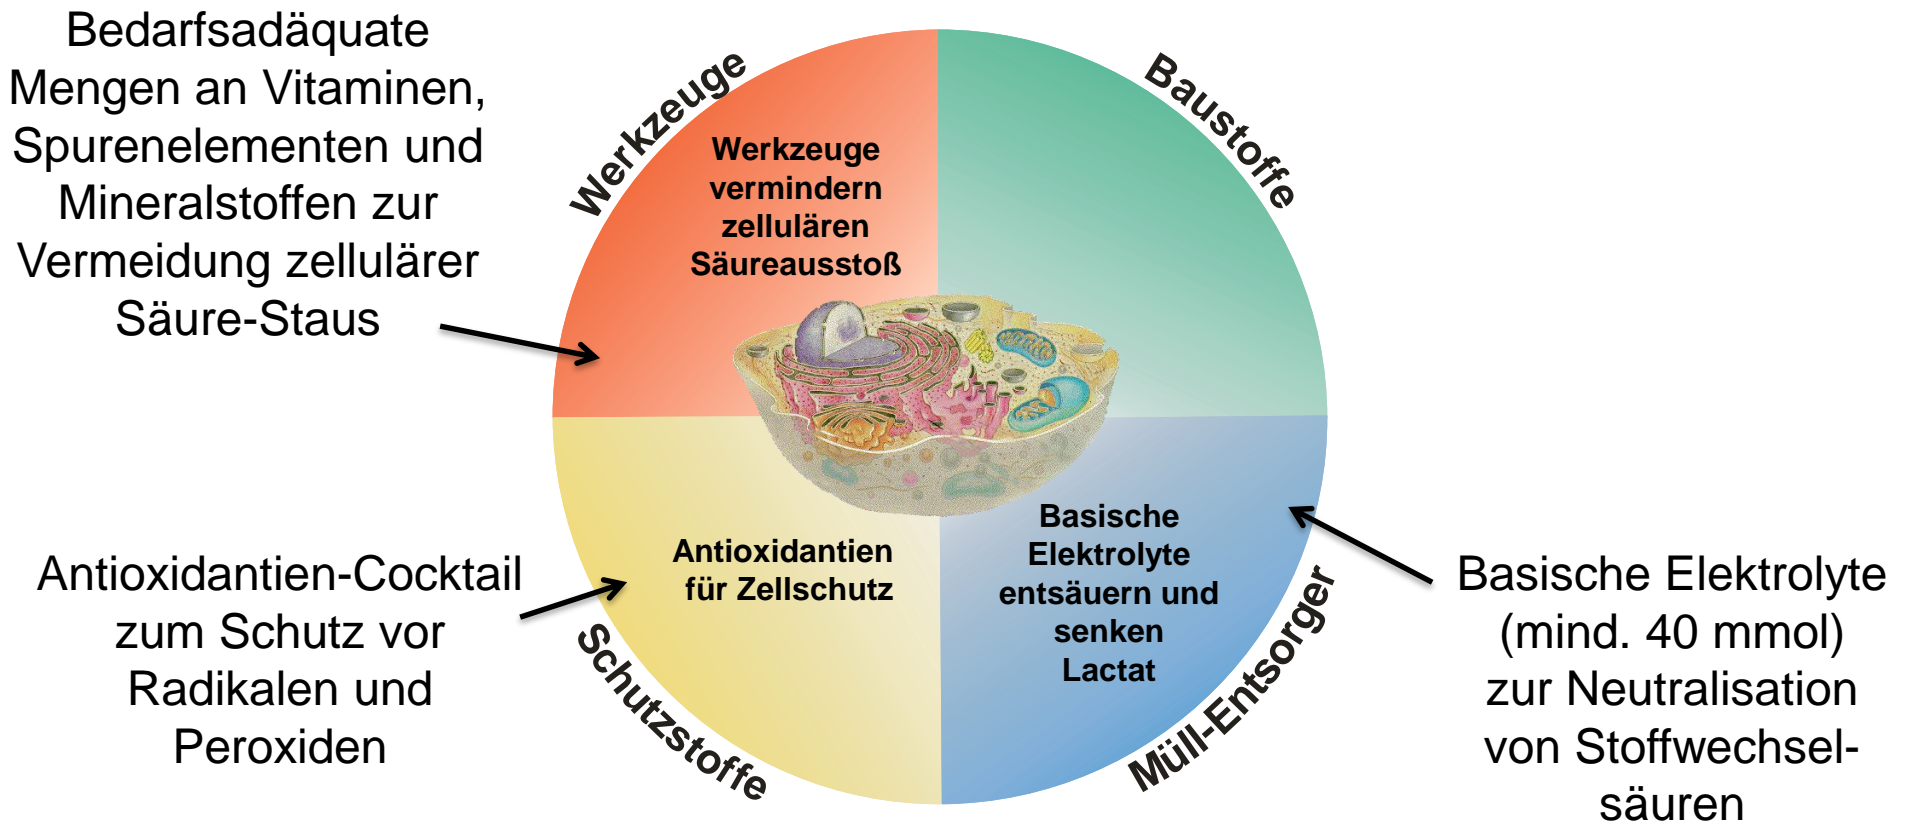 Bedarfsadäquate
Mengen an Vitaminen,
Spurenelementen und
Mineralstoffen zur
Vermeidung zellulärer
Säure-Staus
Werkzeuge
Werkzeuge
vermindern
zellulären
Säureausstoß
Baustoffe
Antioxidantien-Cocktail
zum Schutz vor
Radikalen und
Peroxiden
Antioxidantien
für Zellschutz
Schutzstoffe
Basische
Elektrolyte
entsäuern und
senken
Lactat
Müll-Entsorger
Basische Elektrolyte
(mind. 40 mmol)
zur Neutralisation
von Stoffwechsel-
säuren